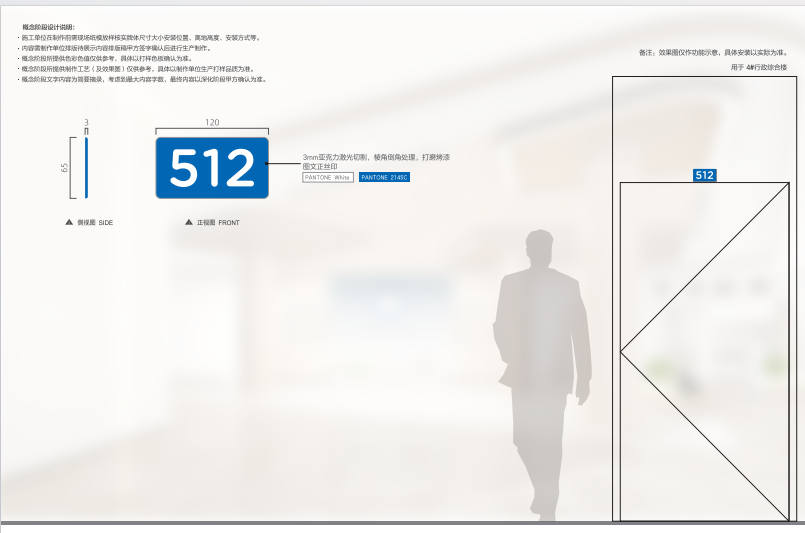 概念阶段设计说明：
· 施工单位在制作前需现场纸模放样核实牌体尺寸大小安装位置、离地高度、安装方式等。
· 内容需制作单位排版待展示内容排版稿甲方签字确认后进行生产制作。
· 概念阶段所提供色彩色值仅供参考，具体以打样色板确认为准。
· 概念阶段所提供制作工艺（及效果图）仅供参考，具体以制作单位生产打样品质为准。
· 概念阶段文字内容为简要摘录，考虑到最大内容字数，最终内容以深化阶段甲方确认为准。
备注：效果图仅作功能示意，具体安装以实际为准。
用于 4#行政综合楼
3
120
65
512
3mm亚克力激光切割，棱角倒角处理，打磨烤漆
图文正丝印
PANTONE White
PANTONE 2145C
侧视图 SIDE
正视图 FRONT
512